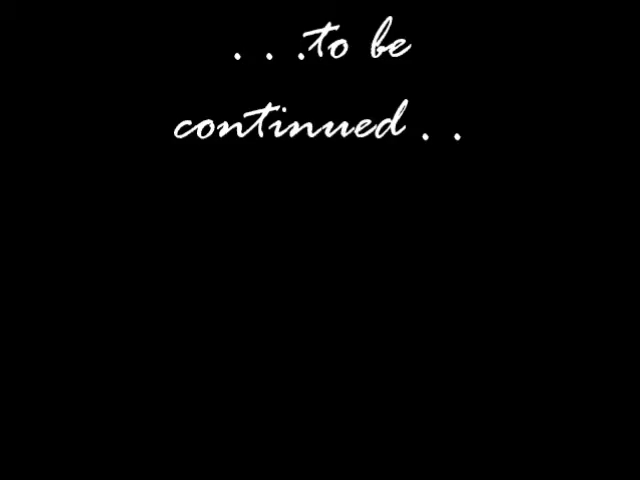 . . .to be
continued . .